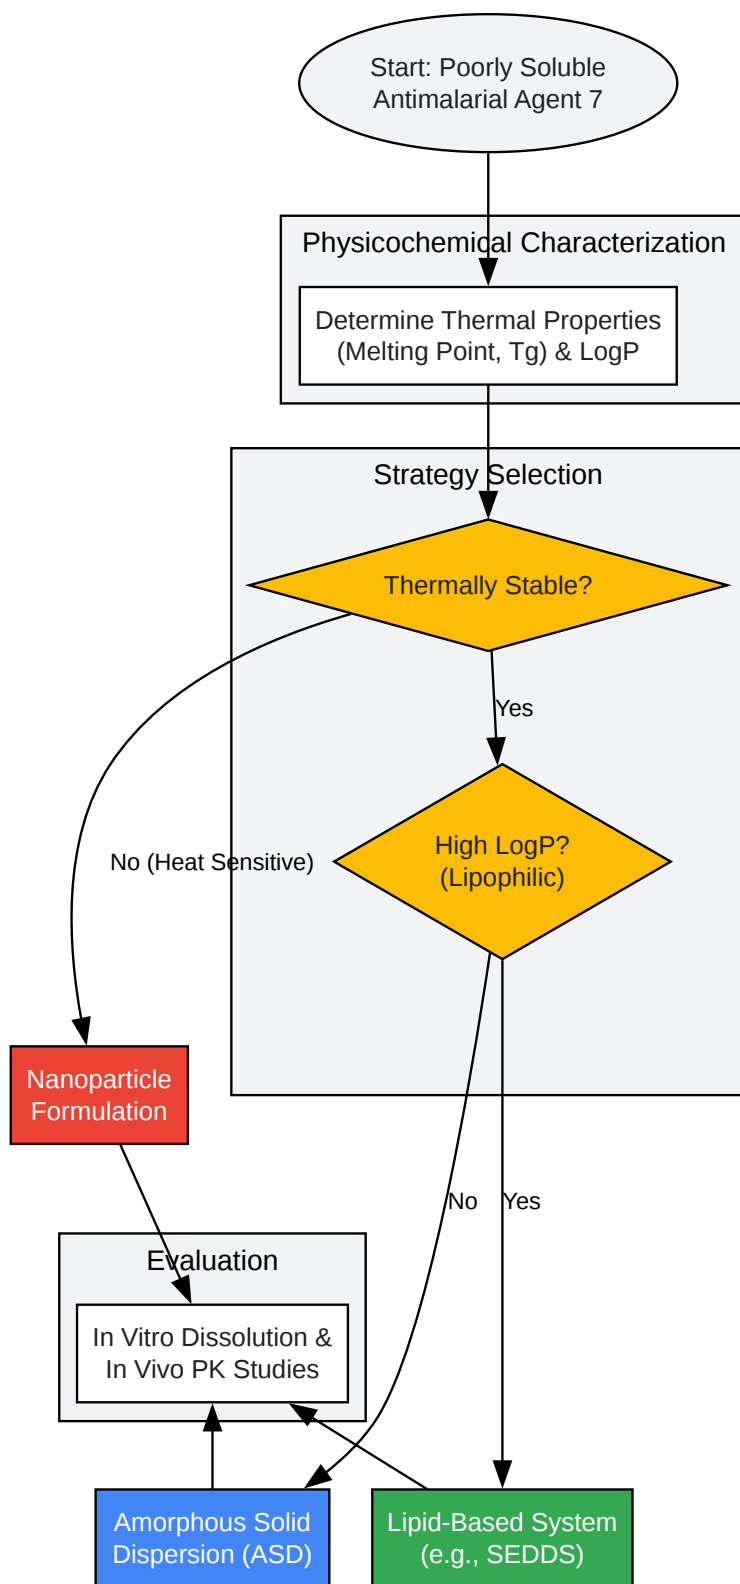 Start: Poorly Soluble
Antimalarial Agent 7
Physicochemical Characterization
Determine Thermal Properties
(Melting Point, Tg) & LogP
Strategy Selection
Thermally Stable?
Yes
High LogP?
(Lipophilic)
No (Heat Sensitive)
Nanoparticle
Formulation
No
Yes
Evaluation
In Vitro Dissolution &
In Vivo PK Studies
Amorphous Solid
Dispersion (ASD)
Lipid-Based System
(e.g., SEDDS)